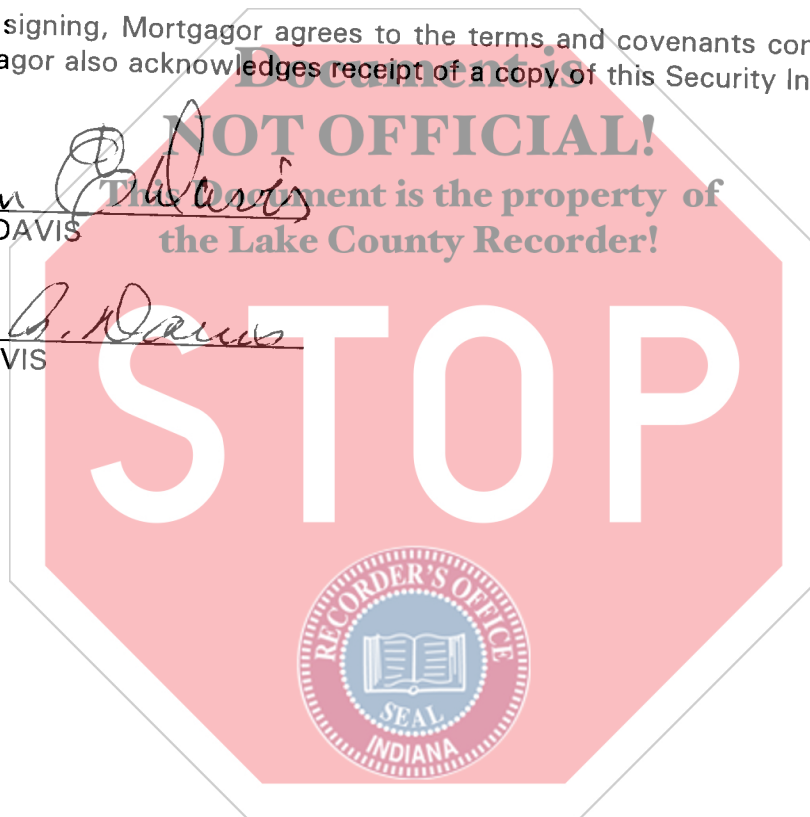 signing, Mortgagor agrees to the terms and covenants con
agor also acknowledges receipt of a copy of this Security In
Document is
NOT OFFICIAL!
This Document is the property of
the Lake County Recorder!
E Davis
DAVIS
B. Davis
VIS
STOP
RECORDER'S OFFICE
SEAL
INDIANA